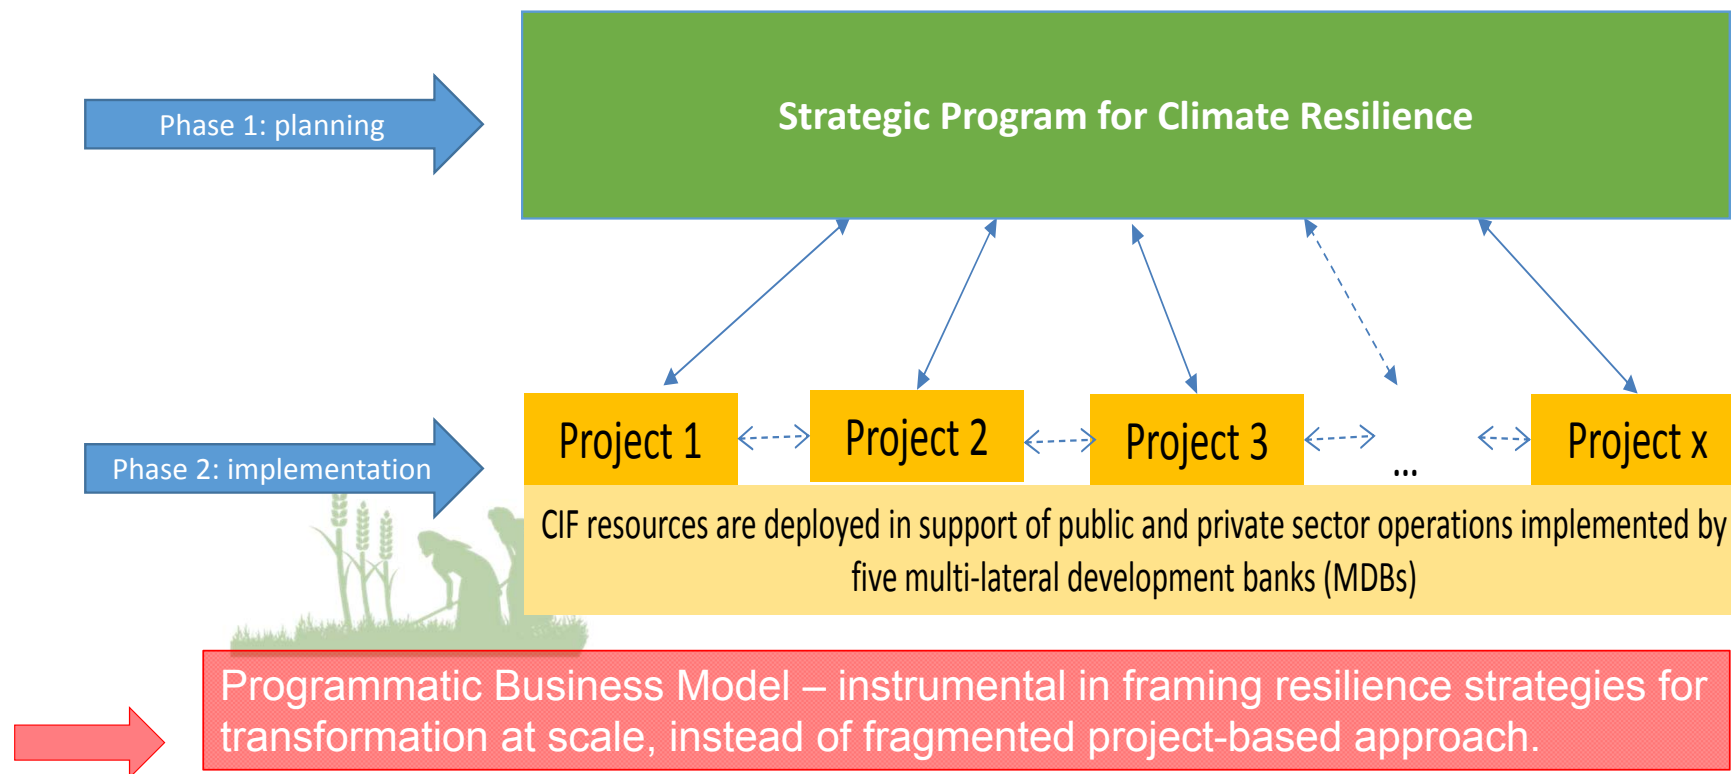 Phase 1: planning
Strategic Program for Climate Resilience
Project 1
Project 2
Project 3
...
Project x
Phase 2: implementation
CIF resources are deployed in support of public and private sector operations implemented by
five multi-lateral development banks (MDBs)
Programmatic Business Model – instrumental in framing resilience strategies for
transformation at scale, instead of fragmented project-based approach.